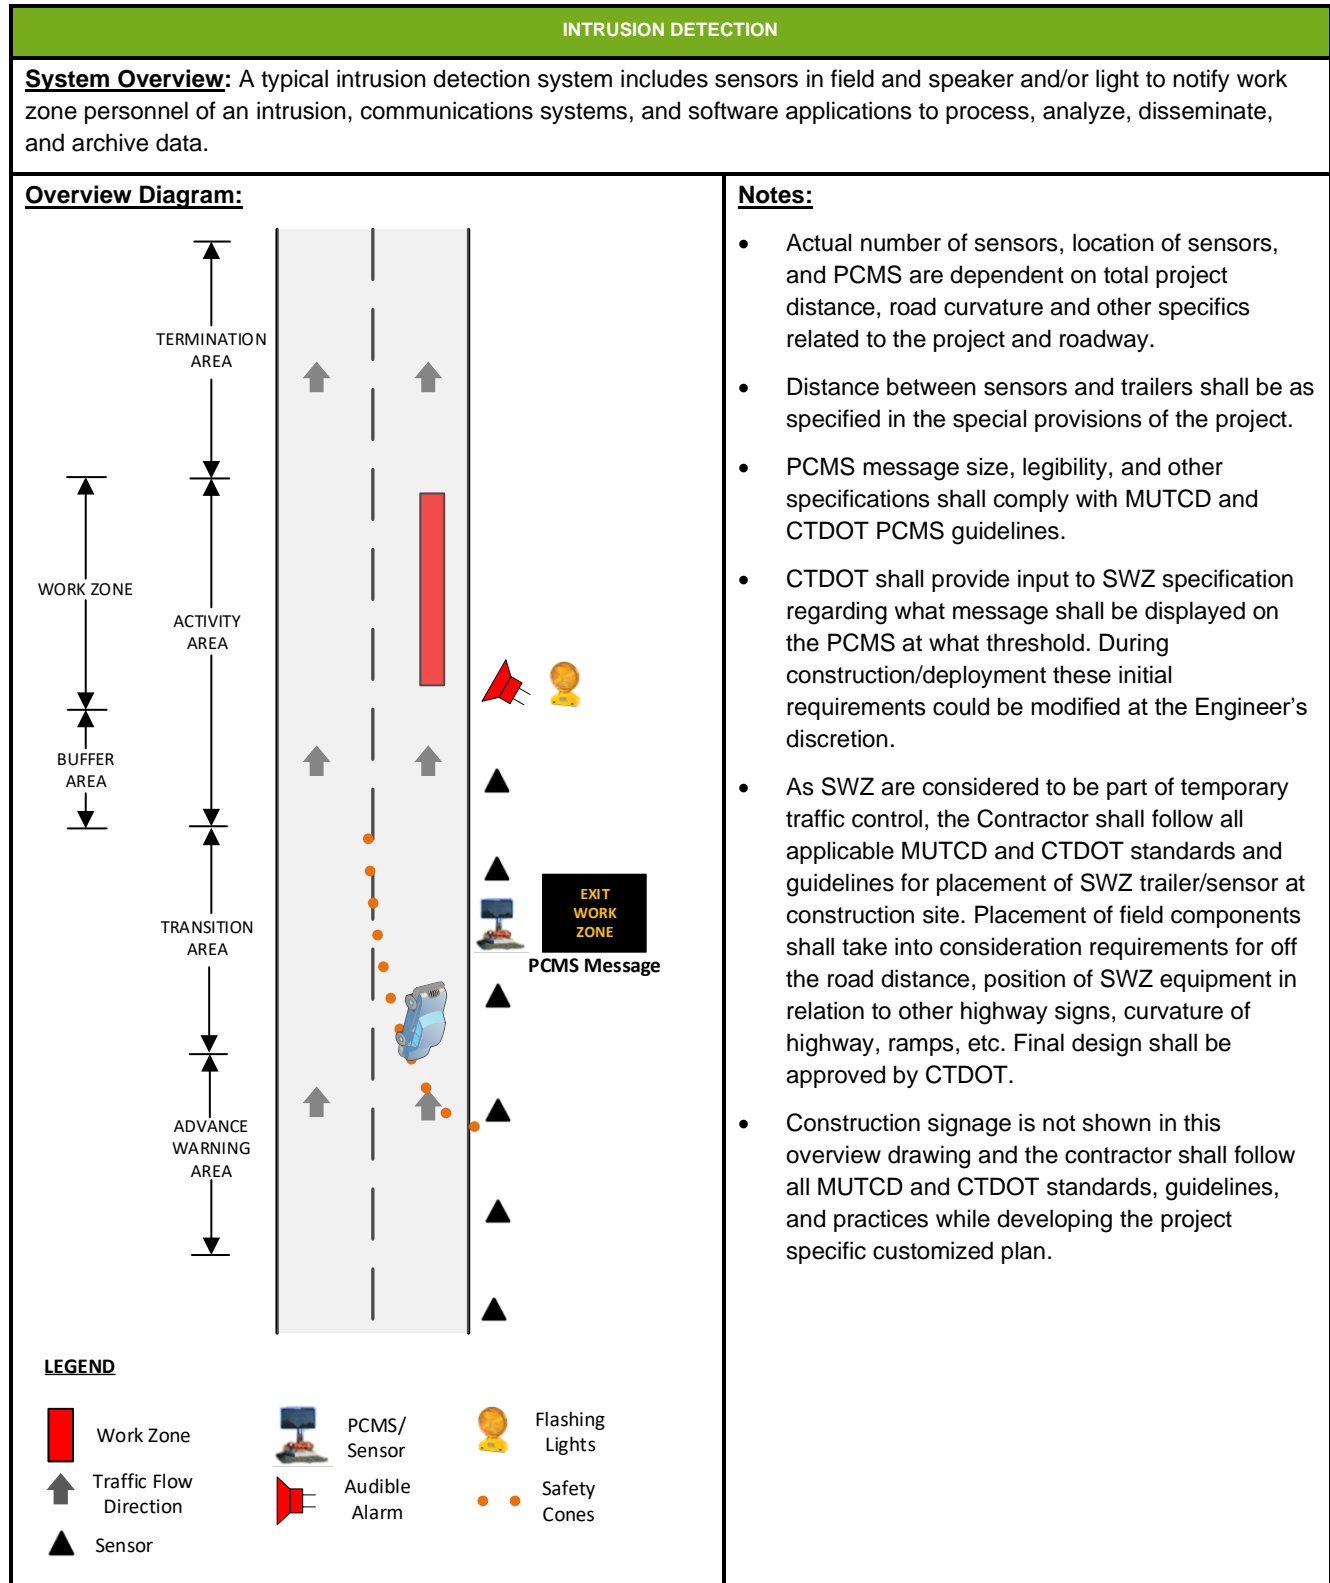 INTRUSION DETECTION
System Overview: A typical intrusion detection system includes sensors in field and speaker and/or light to notify work
zone personnel of an intrusion, communications systems, and software applications to process, analyze, disseminate,
and archive data.
Overview Diagram:
TERMINATION
AREA
WORK ZONE
ACTIVITY
AREA
BUFFER
AREA
TRANSITION
AREA
EXIT
WORK
ZONE
PCMS Message
ADVANCE
WARNING
AREA
LEGEND
Work Zone
Traffic Flow
Direction
Sensor
PCMS/
Sensor
Audible
Alarm
Flashing
Lights
Safety
Cones
Notes:
• Actual number of sensors, location of sensors,
and PCMS are dependent on total project
distance, road curvature and other specifics
related to the project and roadway.
• Distance between sensors and trailers shall be as
specified in the special provisions of the project.
• PCMS message size, legibility, and other
specifications shall comply with MUTCD and
CTDOT PCMS guidelines.
• CTDOT shall provide input to SWZ specification
regarding what message shall be displayed on
the PCMS at what threshold. During
construction/deployment these initial
requirements could be modified at the Engineer's
discretion.
• As SWZ are considered to be part of temporary
traffic control, the Contractor shall follow all
applicable MUTCD and CTDOT standards and
guidelines for placement of SWZ trailer/sensor at
construction site. Placement of field components
shall take into consideration requirements for off
the road distance, position of SWZ equipment in
relation to other highway signs, curvature of
highway, ramps, etc. Final design shall be
approved by CTDOT.
• Construction signage is not shown in this
overview drawing and the contractor shall follow
all MUTCD and CTDOT standards, guidelines,
and practices while developing the project
specific customized plan.